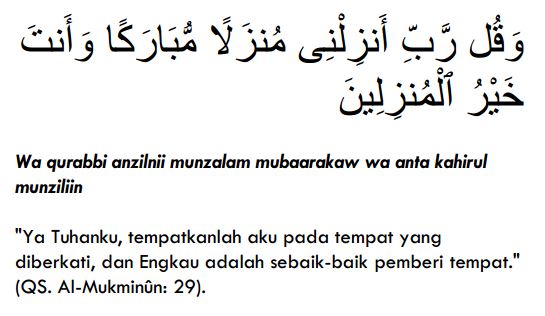 وَقُل رَّبِّ أَنزِلْنِى مُنزَلًا مُّبَارَكًا وَأَنتَ
خَيْرُ ٱلْمُنزِلِينَ
Wa qurabbi anzilnii munzalam mubaarakaw wa anta kahirul
munziliin
"Ya Tuhanku, tempatkanlah aku pada tempat yang
diberkati, dan Engkau adalah sebaik-baik pemberi tempat."
(QS. Al-Mukminûn: 29).